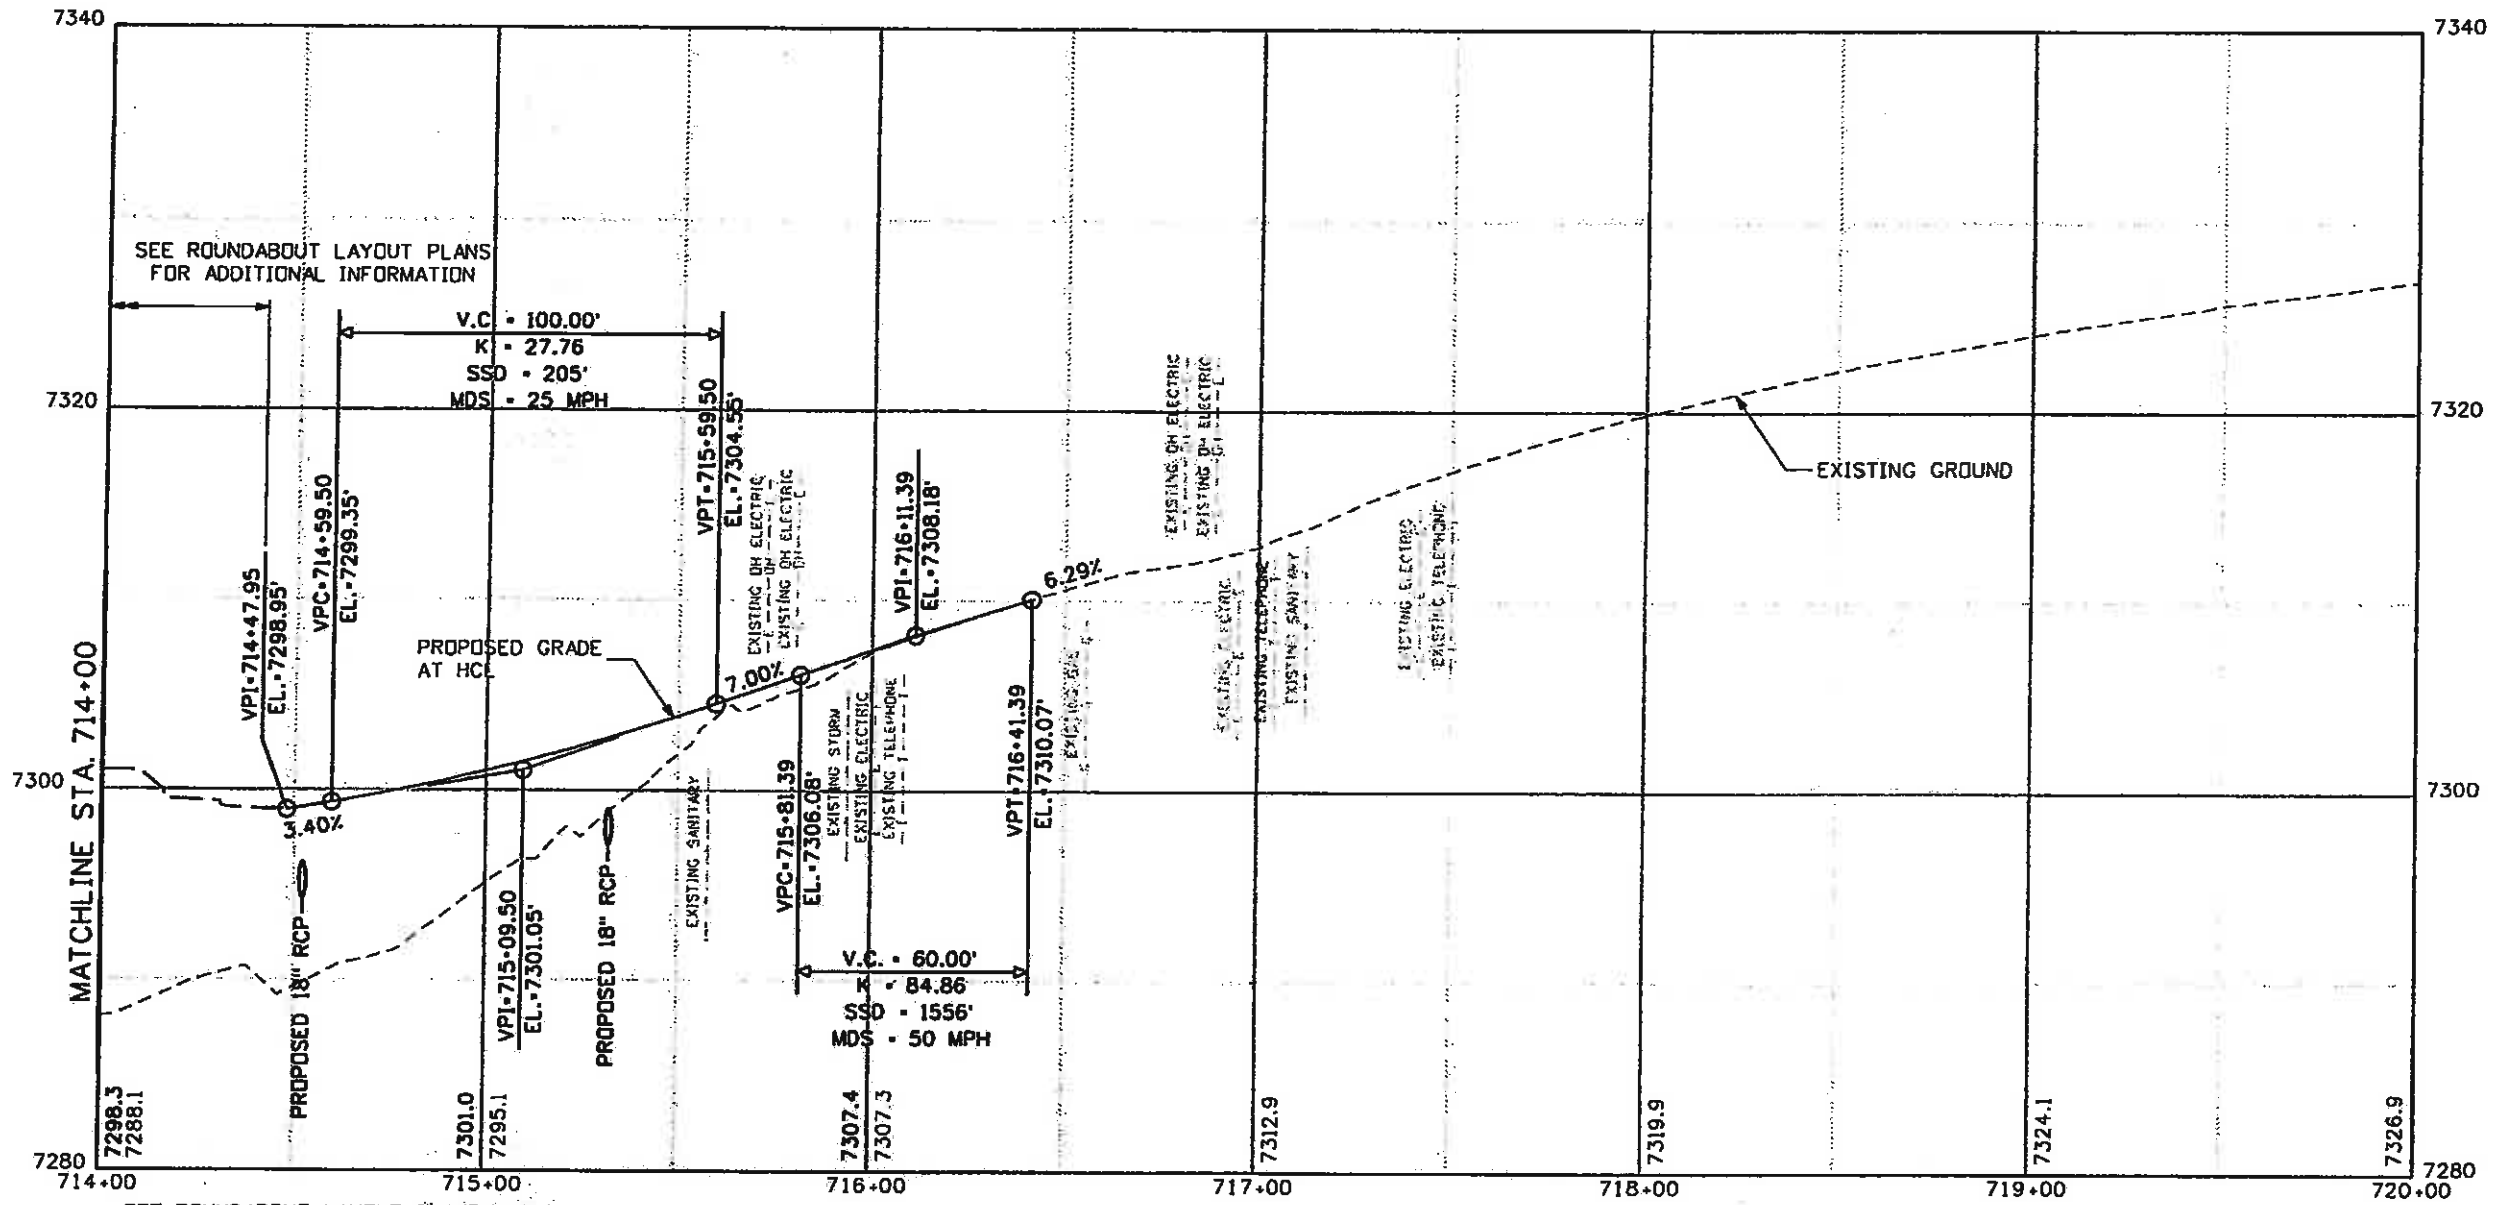 7340
7340
SEE ROUNDABOUT LAYOUT PLANS
FOR ADDITIONAL INFORMATION
V.C. = 100.00'
K = 27.76
SSD = 205'
MDS = 25 MPH
7320
7320
VPI=714+47.95
EL.=7298.95'
VPC=714+59.50
EL.=7299.35'
VPT=715+59.50
EL.=7304.55'
EXISTING OH ELECTRIC
EXISTING OH ELECTRIC
VPI=716+11.39
EL.=7308.18'
EXISTING OH ELECTRIC
EXISTING OH ELECTRIC
EXISTING GROUND
6.29%
PROPOSED GRADE
AT HCL
7.00%
EXISTING ELECTRIC
EXISTING TELEPHONE
EXISTING SANITARY
EXISTING ELECTRIC
EXISTING TELEPHONE
MATCHLINE STA. 714+00
7300
7300
3.40%
EXISTING STORM
EXISTING ELECTRIC
EXISTING TELEPHONE
EXISTING SANITARY
VPC=715+81.39
EL.=7306.08'
VPT=716+41.39
EL.=7310.07'
PROPOSED 18" RCP
VPI=715+09.50
EL.=7301.05'
PROPOSED 18" RCP
V.C. = 60.00'
K = 84.86
SSD = 1556'
MDS = 50 MPH
7298.3
7288.1
7301.0
7295.1
7307.4
7307.3
7312.9
7319.9
7324.1
7326.9
7280
7280
714+00
715+00
716+00
717+00
718+00
719+00
720+00